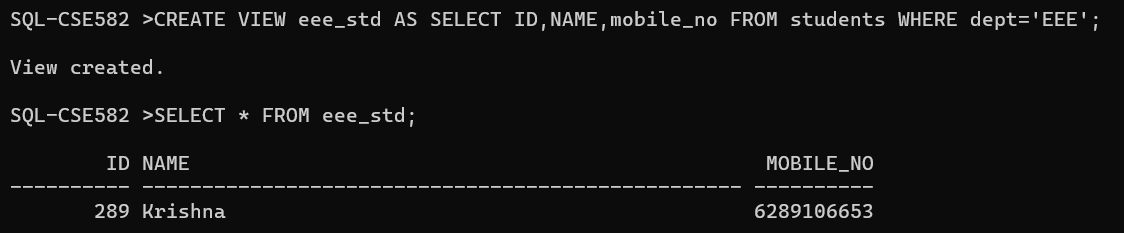 SQL-CSE582 >CREATE VIEW eee_std AS SELECT ID,NAME,mobile_no FROM students WHERE dept='EEE';
View created.
SQL-CSE582 >SELECT * FROM eee_std;
        ID NAME                                                MOBILE_NO
---------- -------------------------------------------------- ----------
       289 Krishna                                            6289106653